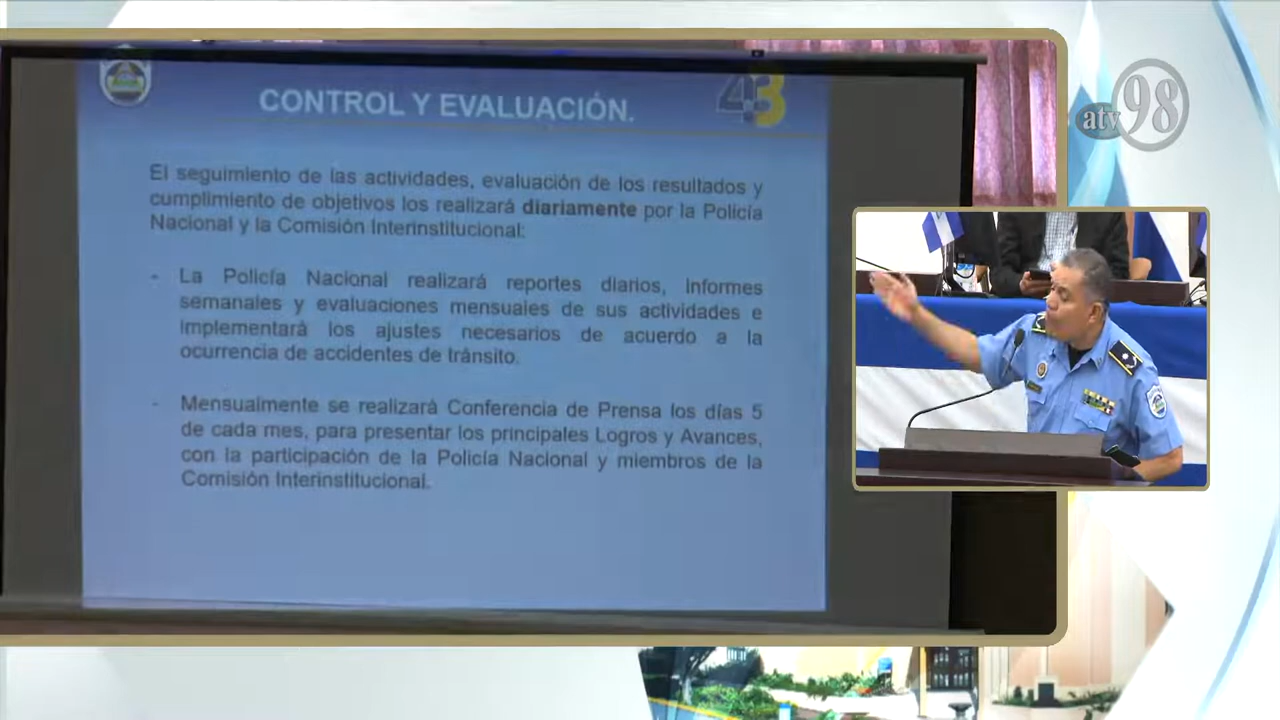 CONTROL Y EVALUACIÓN.
43
El seguimiento de las actividades, evaluación de los resultados y
cumplimiento de objetivos los realizará diariamente por la Policía
Nacional y la Comisión Interinstitucional:
- La Policía Nacional realizará reportes diarios, Informes
semanales y evaluaciones mensuales de sus actividades e
implementará los ajustes necesarios de acuerdo a la
ocurrencia de accidentes de tránsito.
- Mensualmente se realizará Conferencia de Prensa los días 5
de cada mes, para presentar los principales Logros y Avances,
con la participación de la Policía Nacional y miembros de la
Comisión Interinstitucional.
atv 98